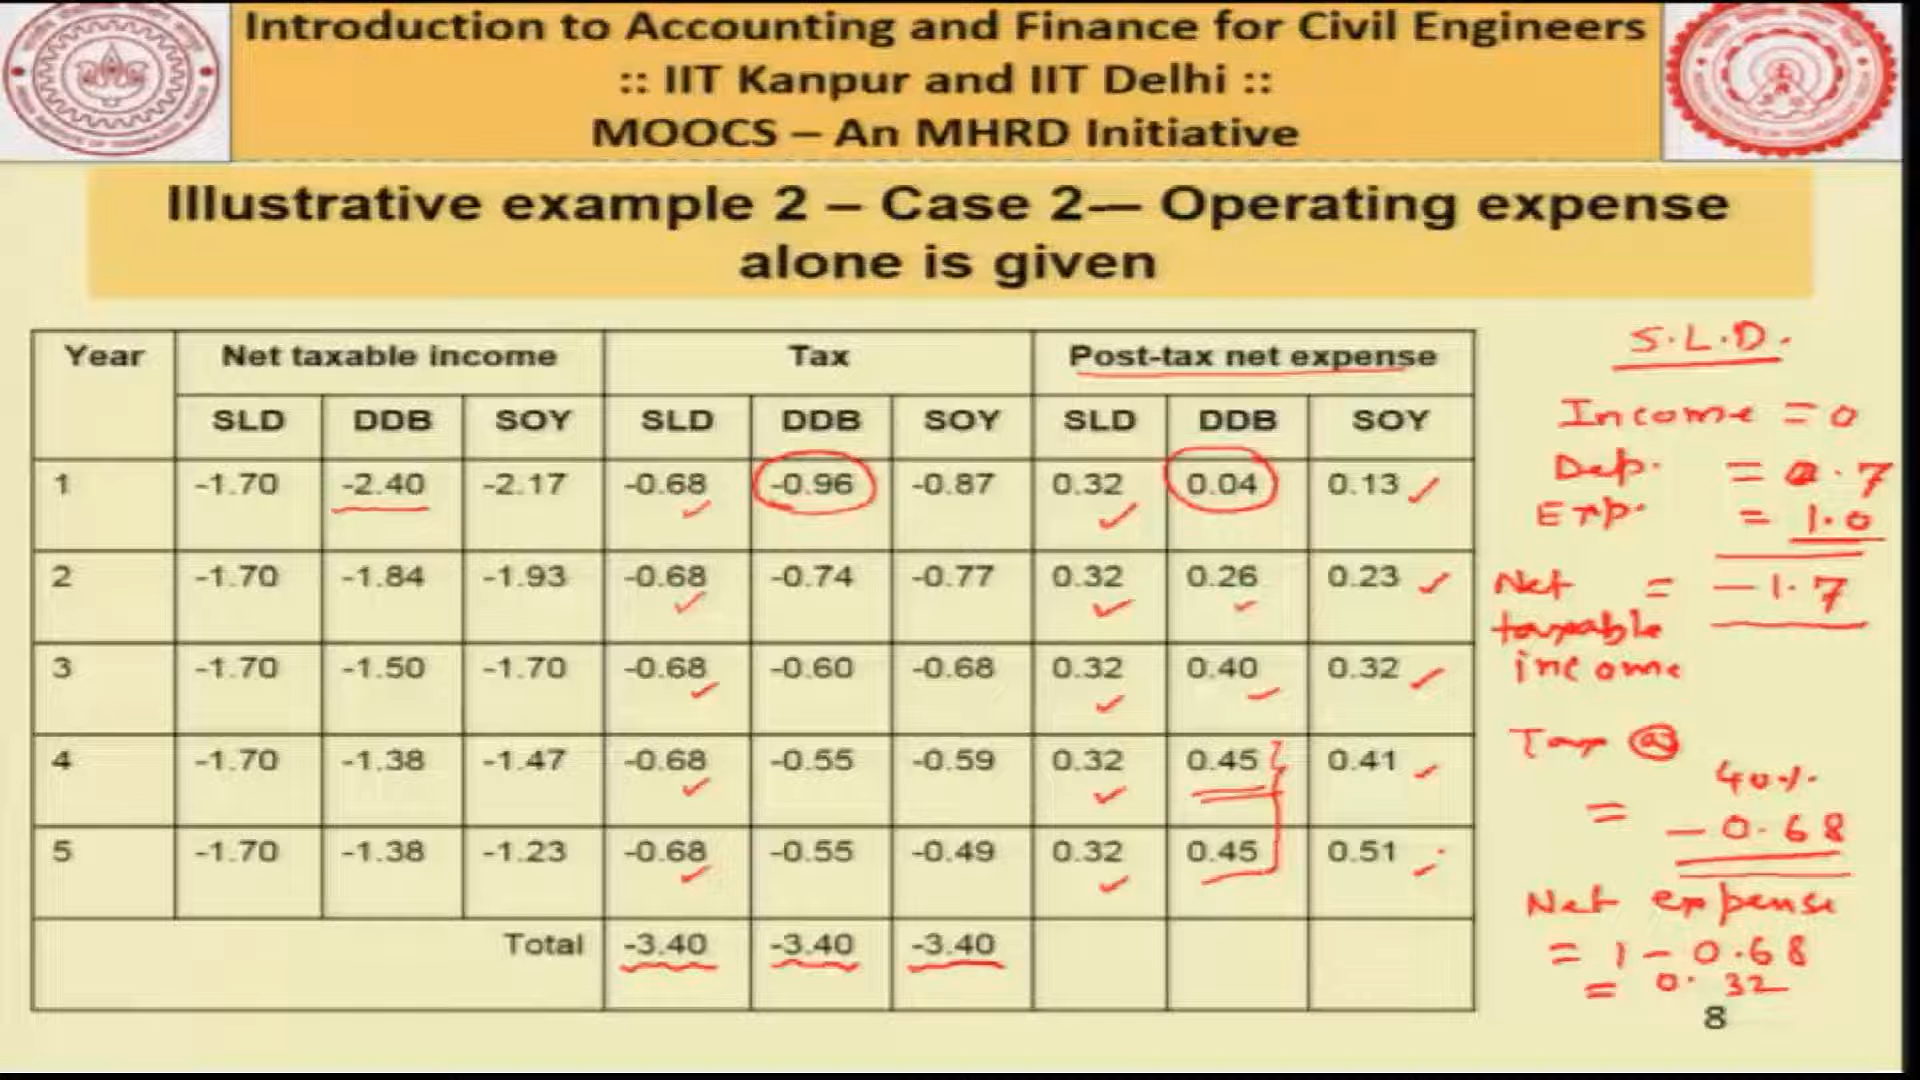 Introduction to Accounting and Finance for Civil Engineers
:: IIT Kanpur and IIT Delhi ::
MOOCS – An MHRD Initiative
Illustrative example 2 – Case 2— Operating expense
alone is given
Year Net taxable income Tax Post-tax net expense
SLD DDB SOY SLD DDB SOY SLD DDB SOY
1 -1.70 -2.40 -2.17 -0.68 -0.96 -0.87 0.32 0.04 0.13
2 -1.70 -1.84 -1.93 -0.68 -0.74 -0.77 0.32 0.26 0.23
3 -1.70 -1.50 -1.70 -0.68 -0.60 -0.68 0.32 0.40 0.32
4 -1.70 -1.38 -1.47 -0.68 -0.55 -0.59 0.32 0.45 0.41
5 -1.70 -1.38 -1.23 -0.68 -0.55 -0.49 0.32 0.45 0.51
Total -3.40 -3.40 -3.40
S.L.D.
Income = 0
Dep. = 0.7
Exp. = 1.0
Net = -1.7
taxable
income
Tax @
40%
= -0.68
Net expense
= 1 - 0.68
= 0.32
8